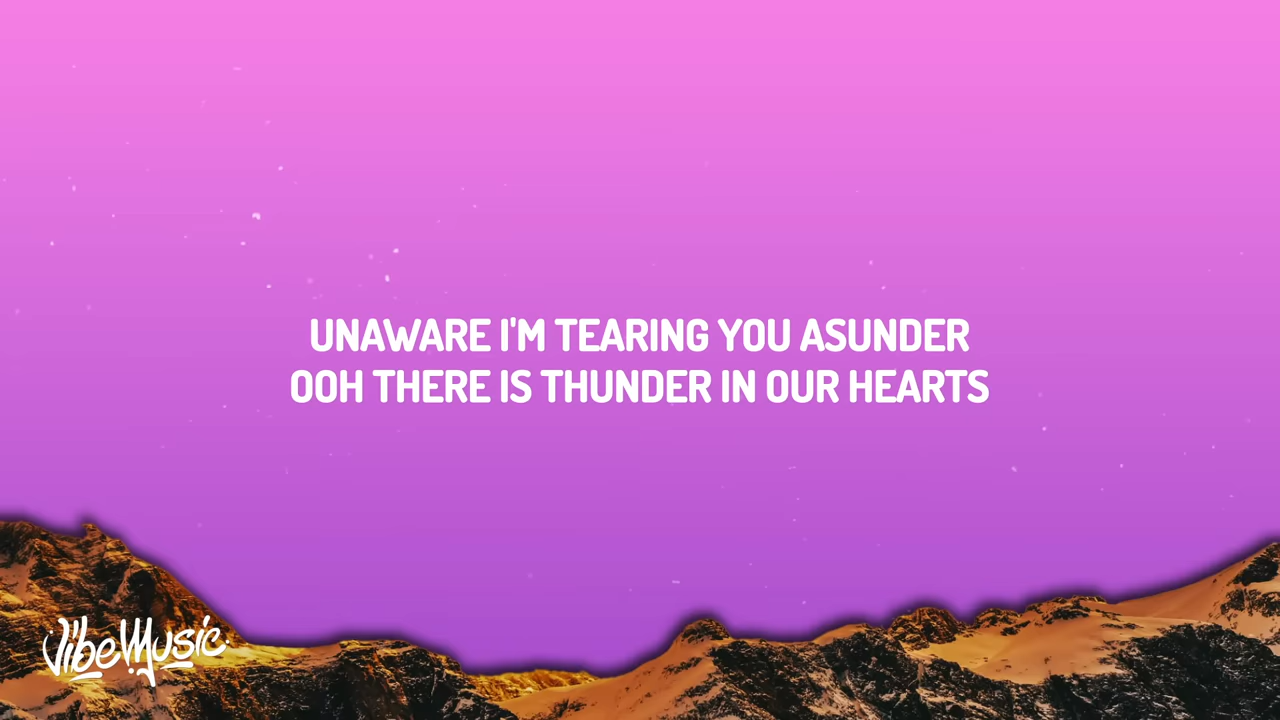 UNAWARE I'M TEARING YOU ASUNDER
OOH THERE IS THUNDER IN OUR HEARTS
VibeMusic